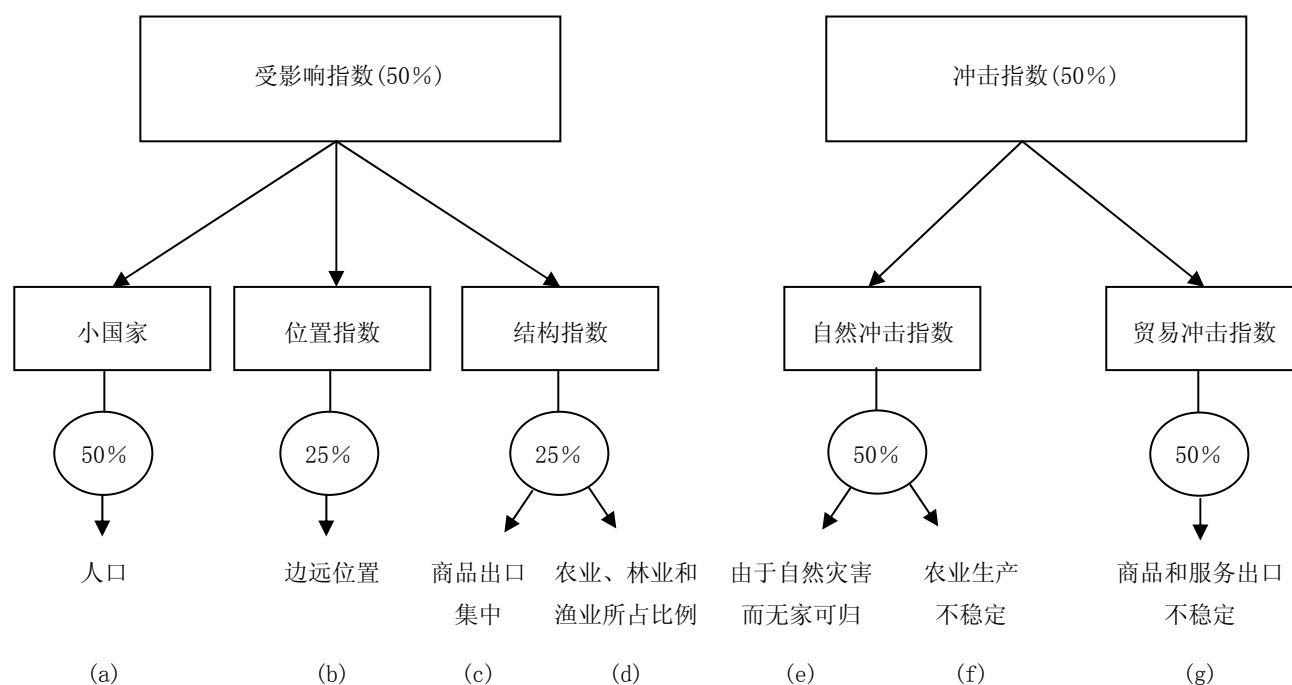 受影响指数(50%)
冲击指数(50%)
小国家
位置指数
结构指数
自然冲击指数
贸易冲击指数
50%
25%
25%
50%
50%
人口
边远位置
商品出口
集中
农业、林业和
渔业所占比例
由于自然灾害
而无家可归
农业生产
不稳定
商品和服务出口
不稳定
(a)
(b)
(c)
(d)
(e)
(f)
(g)